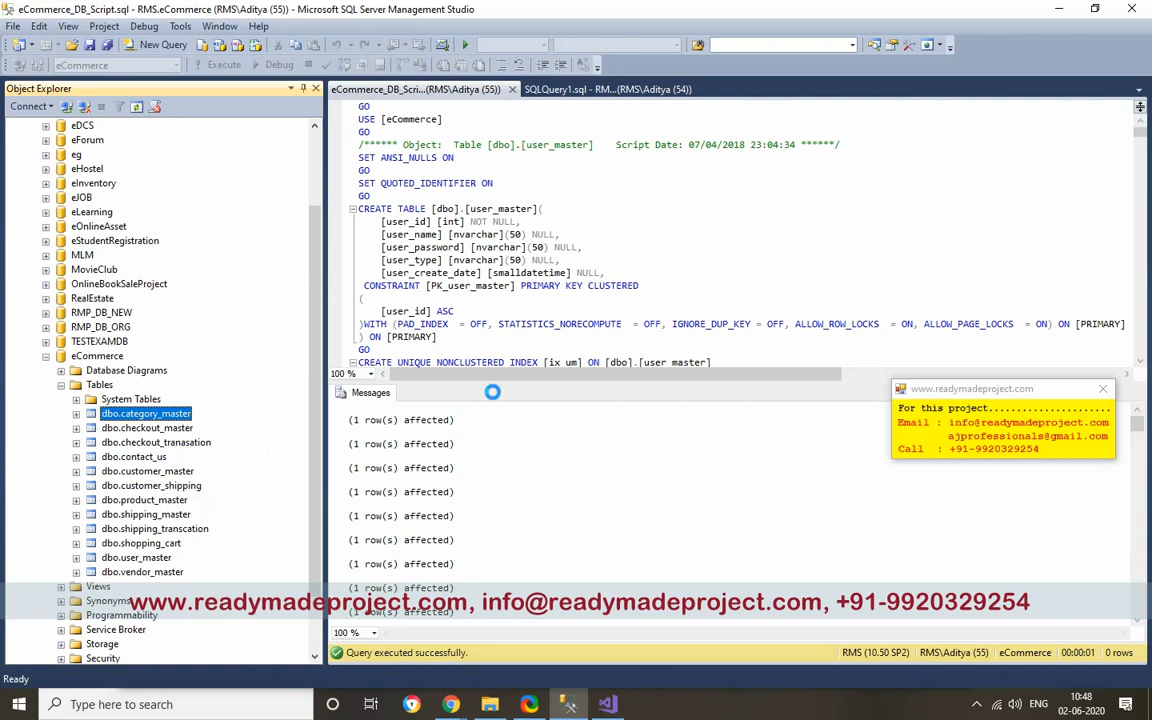 eCommerce_DB_Script.sql - RMS.eCommerce (RMS\Aditya (55)) - Microsoft SQL Server Management Studio
File Edit View Project Debug Tools Window Help
New Query
eCommerce Execute Debug
Object Explorer
eCommerce_DB_Scri...(RMS\Aditya (55)) SQLQuery1.sql - RM...(RMS\Aditya (54))
Connect
eDCS
eForum
eg
eHostel
eInventory
eJOB
eLearning
eOnlineAsset
eStudentRegistration
MLM
MovieClub
OnlineBookSaleProject
RealEstate
RMP_DB_NEW
RMP_DB_ORG
TESTEXAMDB
eCommerce
Database Diagrams
Tables
System Tables
dbo.category_master
dbo.checkout_master
dbo.checkout_tranasation
dbo.contact_us
dbo.customer_master
dbo.customer_shipping
dbo.product_master
dbo.shipping_master
dbo.shipping_transcation
dbo.shopping_cart
dbo.user_master
dbo.vendor_master
Views
Synonyms
Programmability
Service Broker
Storage
Security
GO
USE [eCommerce]
GO
/****** Object:  Table [dbo].[user_master]    Script Date: 07/04/2018 23:04:34 ******/
SET ANSI_NULLS ON
GO
SET QUOTED_IDENTIFIER ON
GO
CREATE TABLE [dbo].[user_master](
[user_id] [int] NOT NULL,
[user_name] [nvarchar](50) NULL,
[user_password] [nvarchar](50) NULL,
[user_type] [nvarchar](50) NULL,
[user_create_date] [smalldatetime] NULL,
CONSTRAINT [PK_user_master] PRIMARY KEY CLUSTERED
(
[user_id] ASC
)WITH (PAD_INDEX  = OFF, STATISTICS_NORECOMPUTE  = OFF, IGNORE_DUP_KEY = OFF, ALLOW_ROW_LOCKS  = ON, ALLOW_PAGE_LOCKS  = ON) ON [PRIMARY]
) ON [PRIMARY]
GO
CREATE UNIQUE NONCLUSTERED INDEX [ix_um] ON [dbo].[user_master]
100 %
Messages
(1 row(s) affected)
(1 row(s) affected)
(1 row(s) affected)
(1 row(s) affected)
(1 row(s) affected)
(1 row(s) affected)
(1 row(s) affected)
(1 row(s) affected)
(1 row(s) affected)
100 %
www.readymadeproject.com
For this project......................
Email : info@readymadeproject.com
ajprofessionals@gmail.com
Call : +91-9920329254
www.readymadeproject.com, info@readymadeproject.com, +91-9920329254
Query executed successfully. RMS (10.50 SP2) RMS\Aditya (55) eCommerce 00:00:01 0 rows
Ready
Type here to search
ENG
10:48
02-06-2020